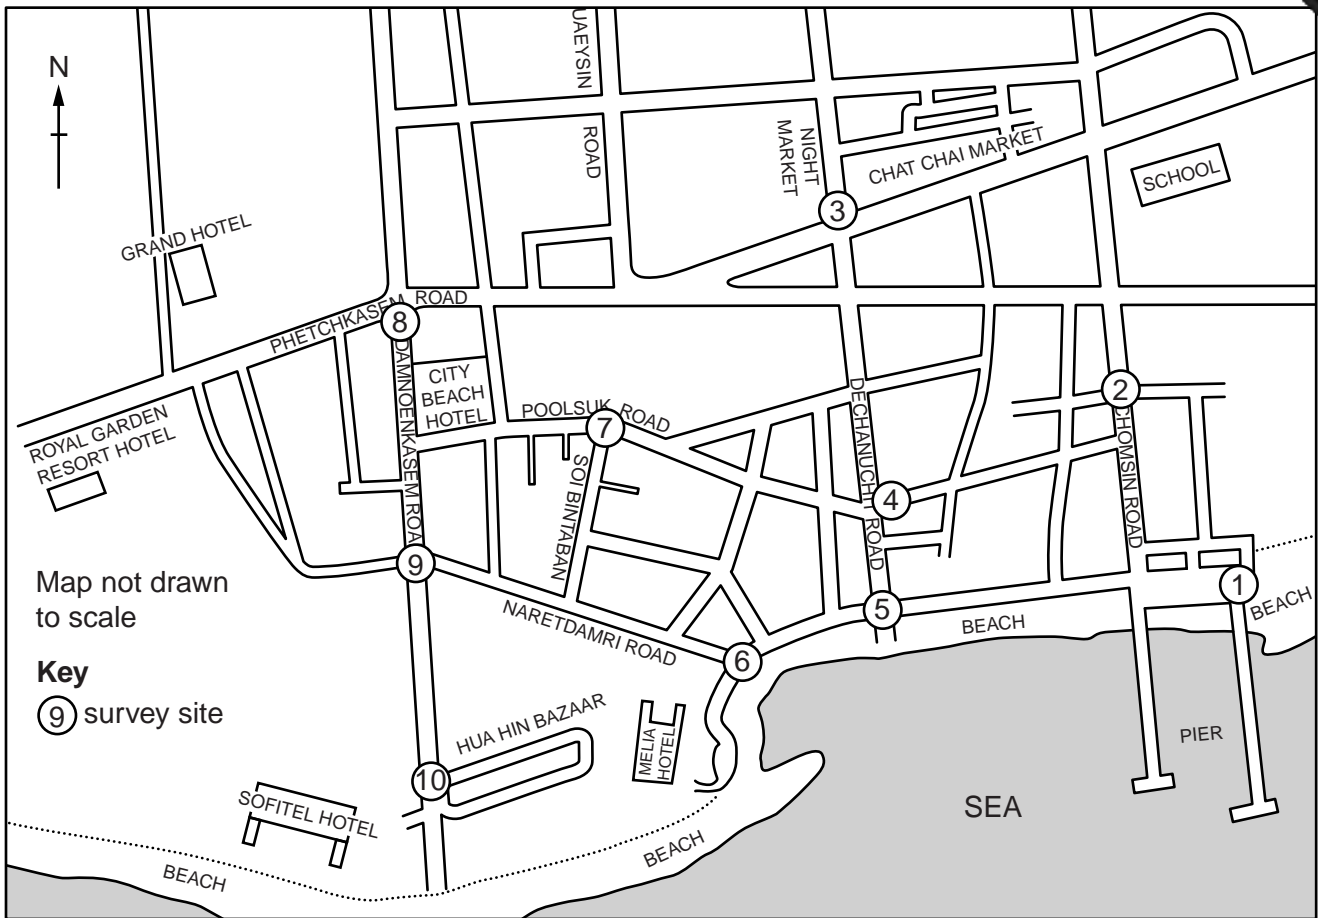 N
UAEYSIN
ROAD
NIGHT
MARKET
CHAT CHAI MARKET
SCHOOL
3
GRAND HOTEL
PHETCHKASEM ROAD
8
DAMNOENKASEM ROA
CITY
BEACH
HOTEL
POOLSUK ROAD
7
SOI BINTABAN
DECHANUCHIT ROAD
2
CHOMSIN ROAD
ROYAL GARDEN
RESORT HOTEL
4
9
NARETDAMRI ROAD
5
1
BEACH
BEACH
6
Map not drawn
to scale
Key
9 survey site
HUA HIN BAZAAR
MELIA
HOTEL
PIER
10
SOFITEL HOTEL
SEA
BEACH
BEACH